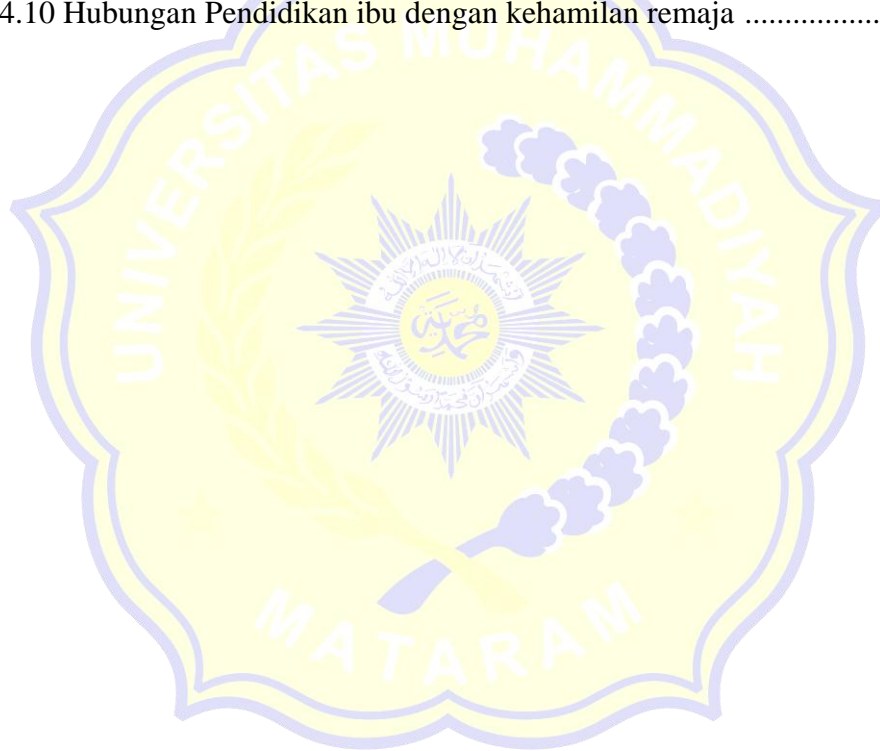 4.10 Hubungan Pendidikan ibu dengan kehamilan remaja ................
UNIVERSITAS MUHAMMADIYAH
MATARAM